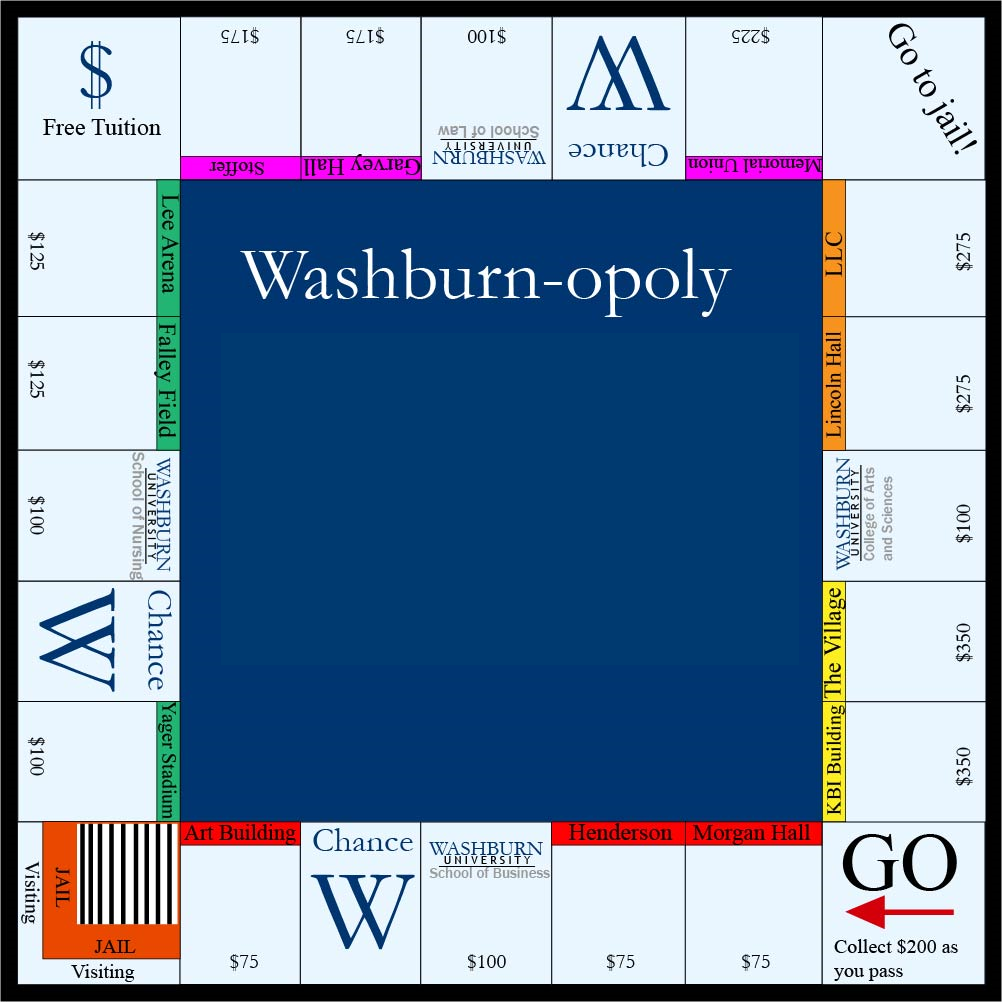 $
Free Tuition
$175
Stoffer
$175
Garvey Hall
$100
WASHBURN
UNIVERSITY
School of Law
W
Chance
$225
Memorial Union
Go to jail!
Lee Arena
$125
Falley Field
$125
WASHBURN
UNIVERSITY
School of Nursing
$100
Chance
W
Yager Stadium
$100
Washburn-opoly
LLC
$275
Lincoln Hall
$275
WASHBURN
UNIVERSITY
College of Arts
and Sciences
$100
The Village
$350
KBI Building
$350
JAIL
JAIL
Visiting
Visiting
Art Building
$75
Chance
W
WASHBURN
UNIVERSITY
School of Business
$100
Henderson
$75
Morgan Hall
$75
GO
Collect $200 as
you pass